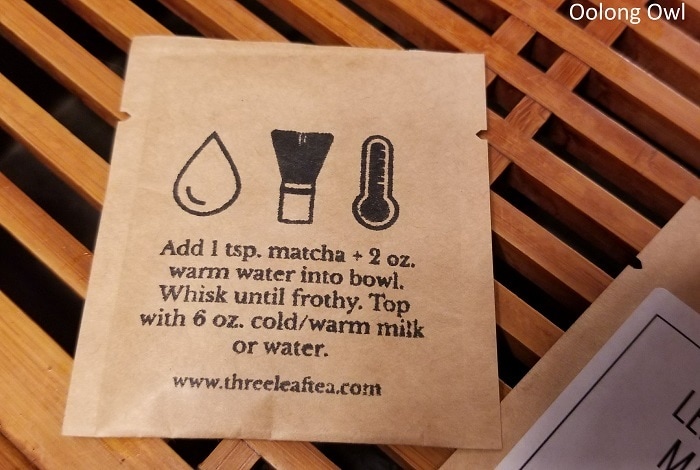 Oolong Owl
Add 1 tsp. matcha + 2 oz.
warm water into bowl.
Whisk until frothy. Top
with 6 oz. cold/warm milk
or water.
www.threeleaftea.com